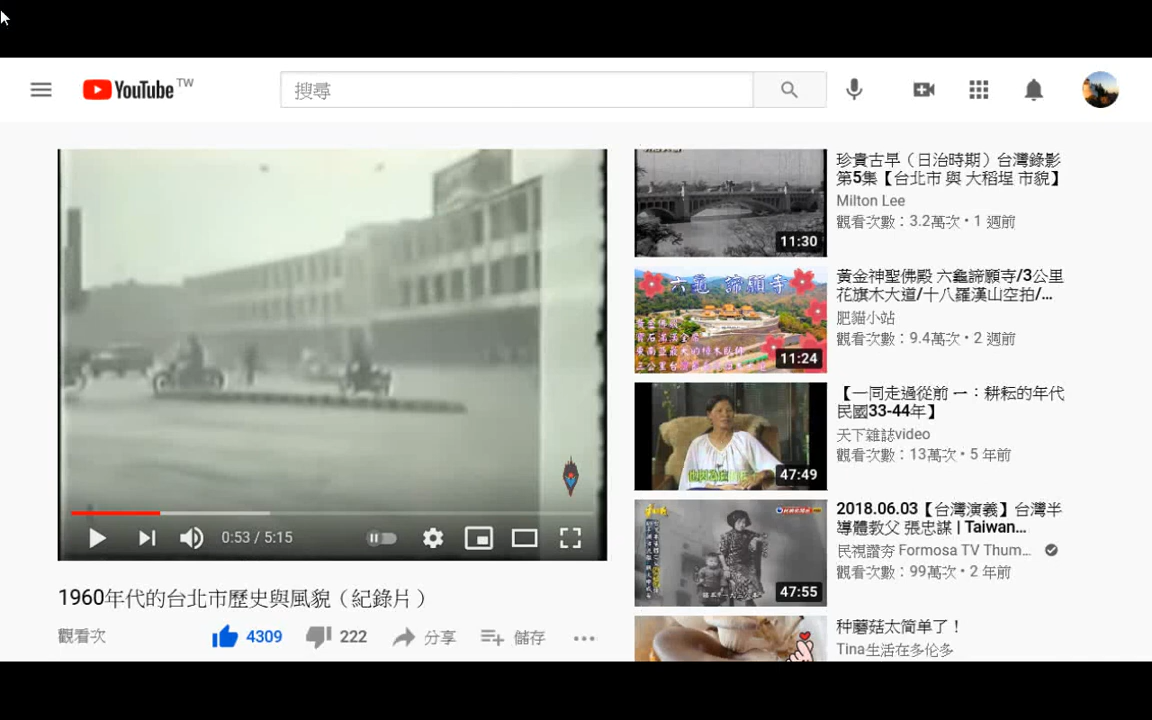 YouTube TW
搜尋
0:53 / 5:15
1960年代的台北市歷史與風貌（紀錄片）
觀看次
4309
222
分享
儲存
11:30
珍貴古早（日治時期）台灣錄影
第5集【台北市 與 大稻埕 市貌】
Milton Lee
觀看次數：3.2萬次・1 週前
六龜 諦願寺
11:24
黃金神聖佛殿 六龜諦願寺/3公里
花旗木大道/十八羅漢山空拍/...
肥貓小站
觀看次數：9.4萬次・2 週前
47:49
【一同走過從前 一：耕耘的年代
民國33-44年】
天下雜誌video
觀看次數：13萬次・5 年前
47:55
2018.06.03【台灣演義】台灣半
導體教父 張忠謀 | Taiwan...
民視讚夯 Formosa TV Thum...
觀看次數：99萬次・2 年前
种蘑菇太简单了！
Tina生活在多伦多